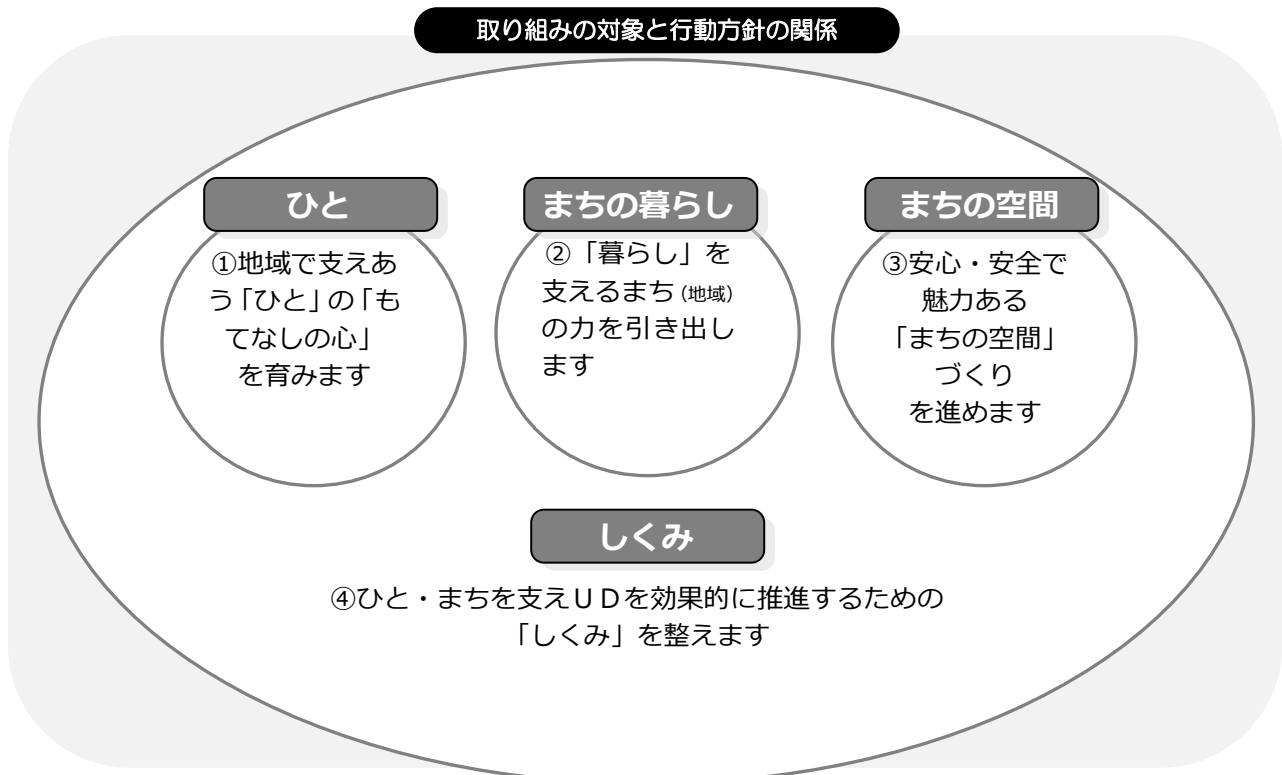 取り組みの対象と行動方針の関係
ひと
①地域で支えあ
う「ひと」の「も
てなしの心」
を育みます
まちの暮らし
②「暮らし」を
支えるまち(地域)
の力を引き出し
ます
まちの空間
③安心・安全で
魅力ある
「まちの空間」
づくり
を進めます
しくみ
④ひと・まちを支えUDを効果的に推進するための
「しくみ」を整えます